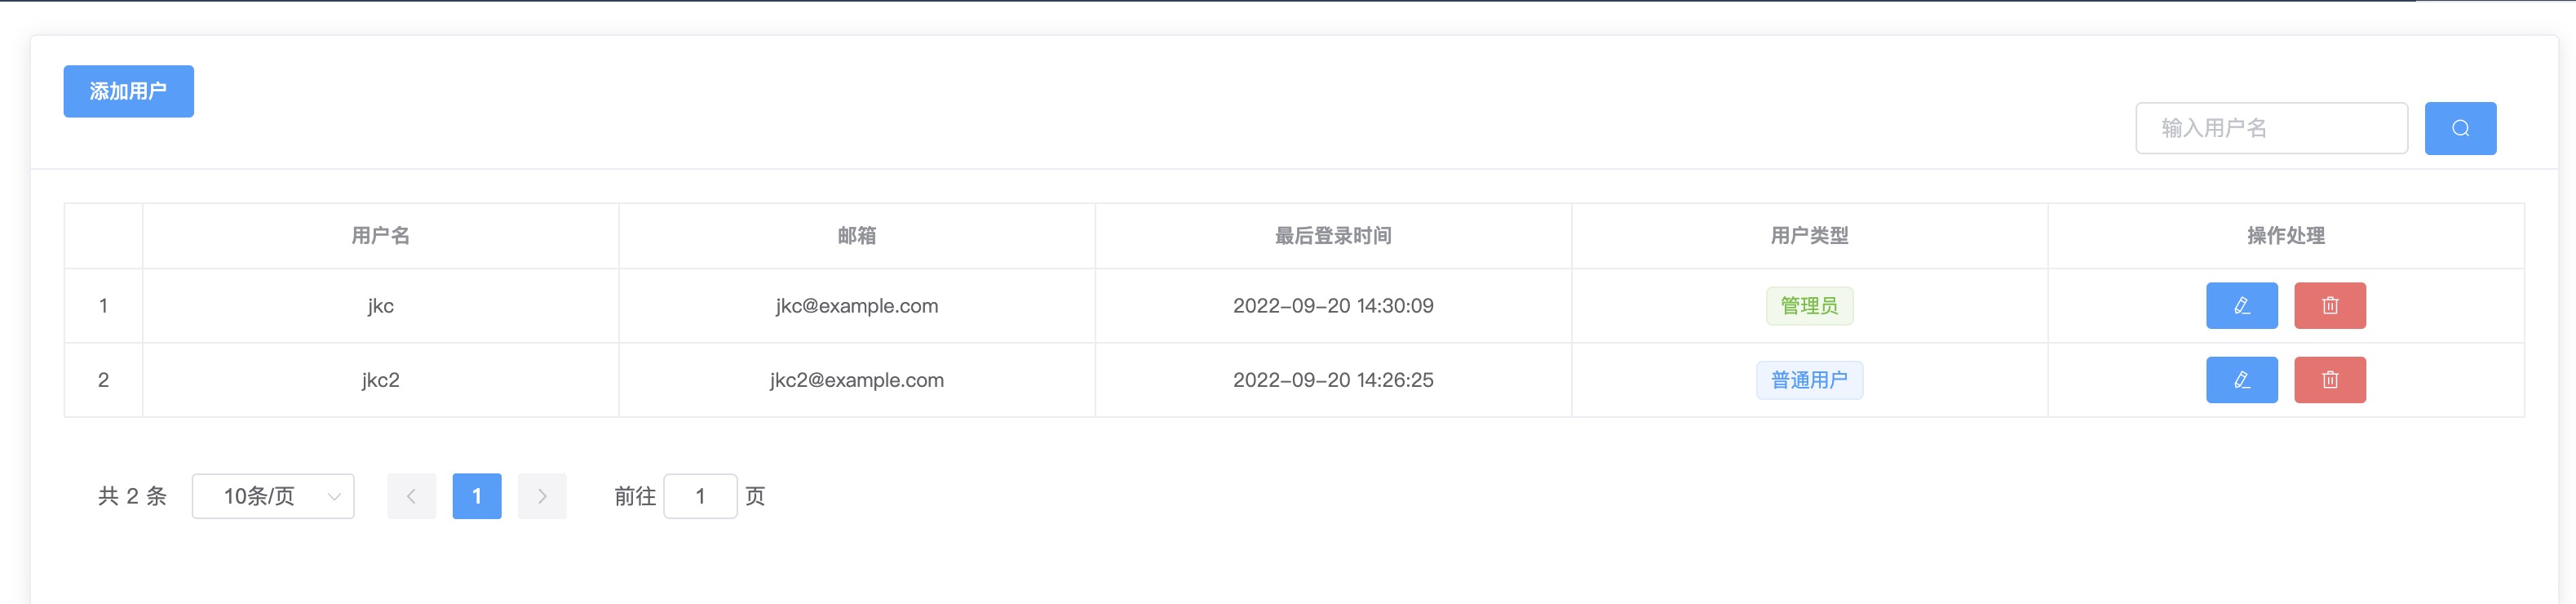 添加用户
输入用户名
用户名 邮箱 最后登录时间 用户类型 操作处理
1 jkc jkc@example.com 2022-09-20 14:30:09 管理员
2 jkc2 jkc2@example.com 2022-09-20 14:26:25 普通用户
共 2 条 10条/页 1 前往 1 页